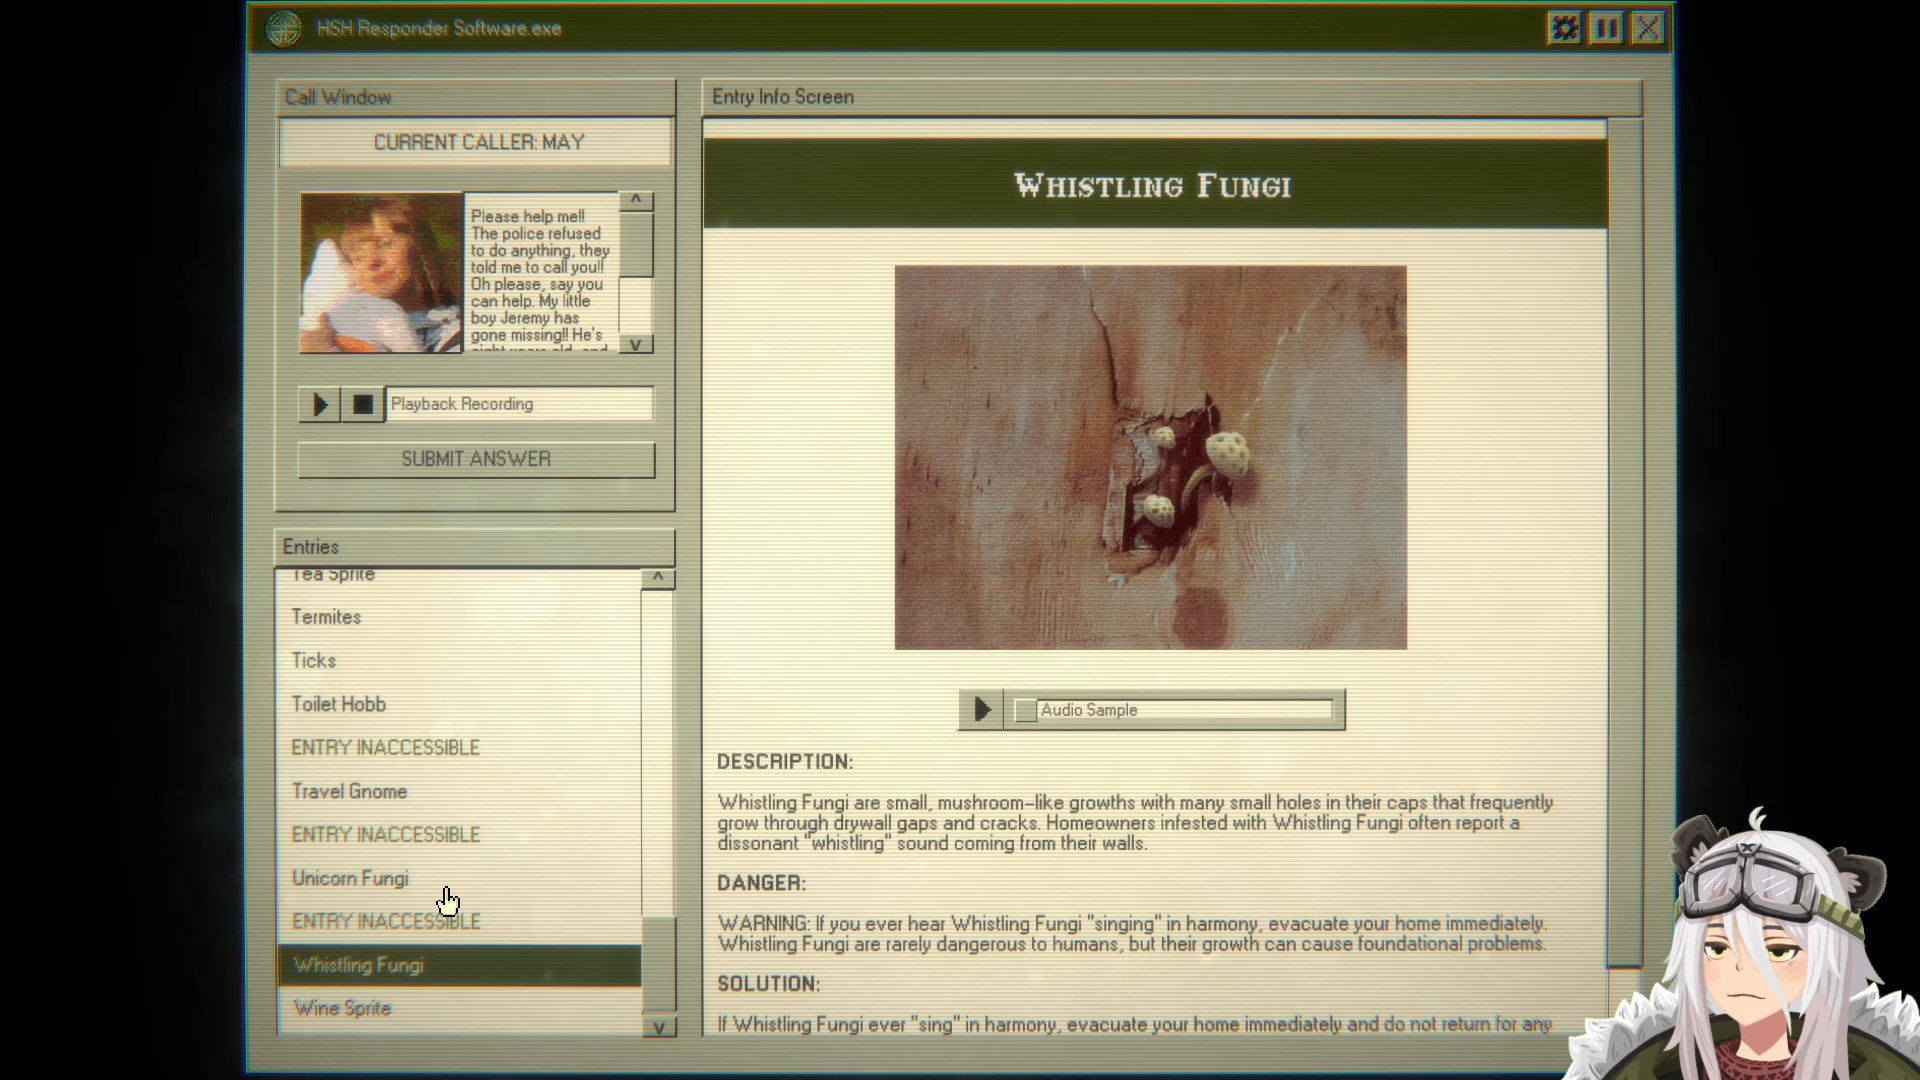 HSH Responder Software.exe
Call Window
CURRENT CALLER: MAY
Please help me!!
The police refused
to do anything, they
told me to call you!!
Oh please, say you
can help. My little
boy Jeremy has
gone missing!! He's
eight years old, and
Playback Recording
SUBMIT ANSWER
Entries
Tea Sprite
Termites
Ticks
Toilet Hobb
ENTRY INACCESSIBLE
Travel Gnome
ENTRY INACCESSIBLE
Unicorn Fungi
ENTRY INACCESSIBLE
Whistling Fungi
Wine Sprite
Entry Info Screen
Whistling Fungi
Audio Sample
DESCRIPTION:
Whistling Fungi are small, mushroom-like growths with many small holes in their caps that frequently
grow through drywall gaps and cracks. Homeowners infested with Whistling Fungi often report a
dissonant "whistling" sound coming from their walls.
DANGER:
WARNING: If you ever hear Whistling Fungi "singing" in harmony, evacuate your home immediately.
Whistling Fungi are rarely dangerous to humans, but their growth can cause foundational problems.
SOLUTION:
If Whistling Fungi ever "sing" in harmony, evacuate your home immediately and do not return for any